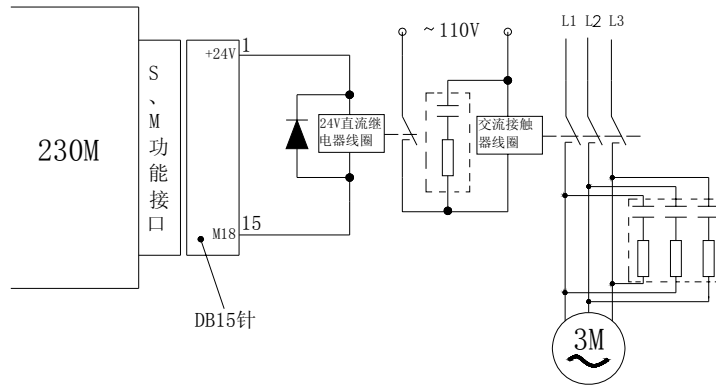 230M
S、M功能接口
+24V
1
M18
15
DB15针
24V直流继
电器线圈
~110V
交流接触
器线圈
L1 L2 L3
3M